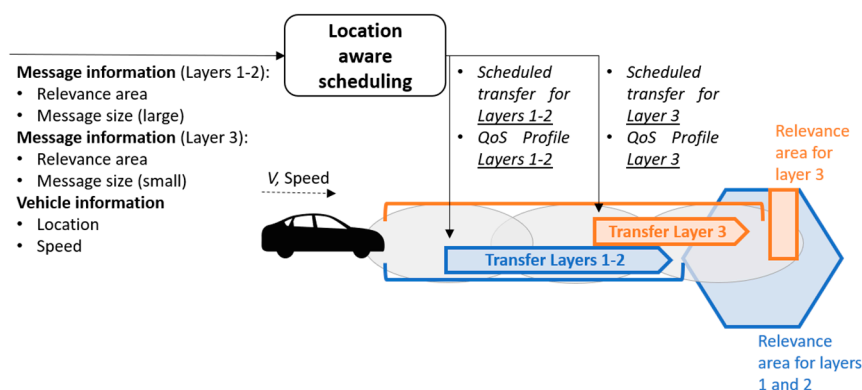 Location
aware
scheduling
Message information (Layers 1-2):
• Relevance area
• Message size (large)
Message information (Layer 3):
• Relevance area
• Message size (small)
Vehicle information
• Location
• Speed
• Scheduled
transfer for
Layers 1-2
• QoS Profile
Layers 1-2
• Scheduled
transfer for
Layer 3
• QoS Profile
Layer 3
Relevance
area for
layer 3
V, Speed
Transfer Layer 3
Transfer Layers 1-2
Relevance
area for layers
1 and 2